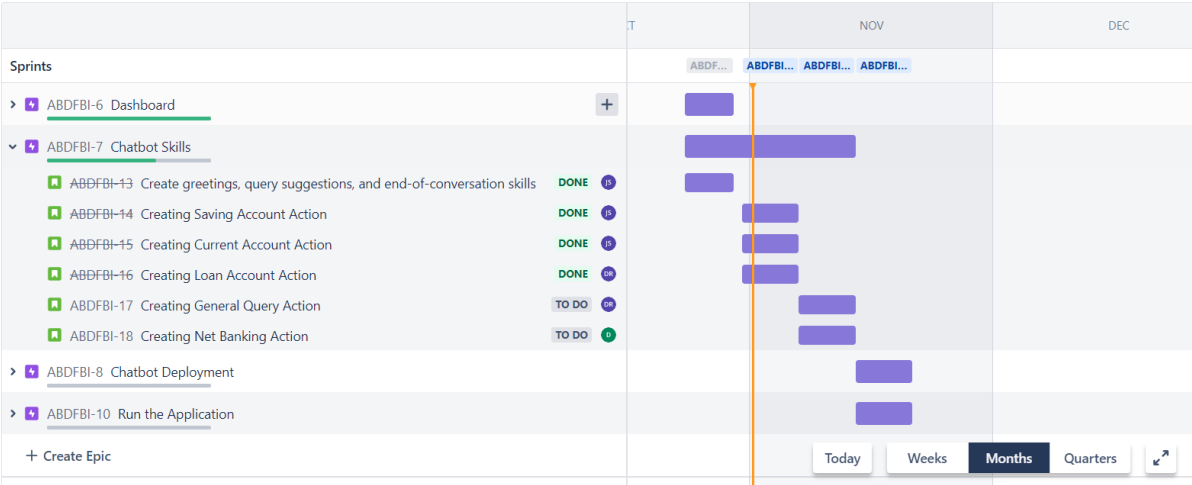 CT NOV DEC
Sprints ABDF... ABDFBI... ABDFBI... ABDFBI...
ABDFBI-6 Dashboard +
ABDFBI-7 Chatbot Skills
ABDFBI-13 Create greetings, query suggestions, and end-of-conversation skills DONE JS
ABDFBI-14 Creating Saving Account Action DONE JS
ABDFBI-15 Creating Current Account Action DONE JS
ABDFBI-16 Creating Loan Account Action DONE DR
ABDFBI-17 Creating General Query Action TO DO DR
ABDFBI-18 Creating Net Banking Action TO DO D
ABDFBI-8 Chatbot Deployment
ABDFBI-10 Run the Application
+ Create Epic Today Weeks Months Quarters